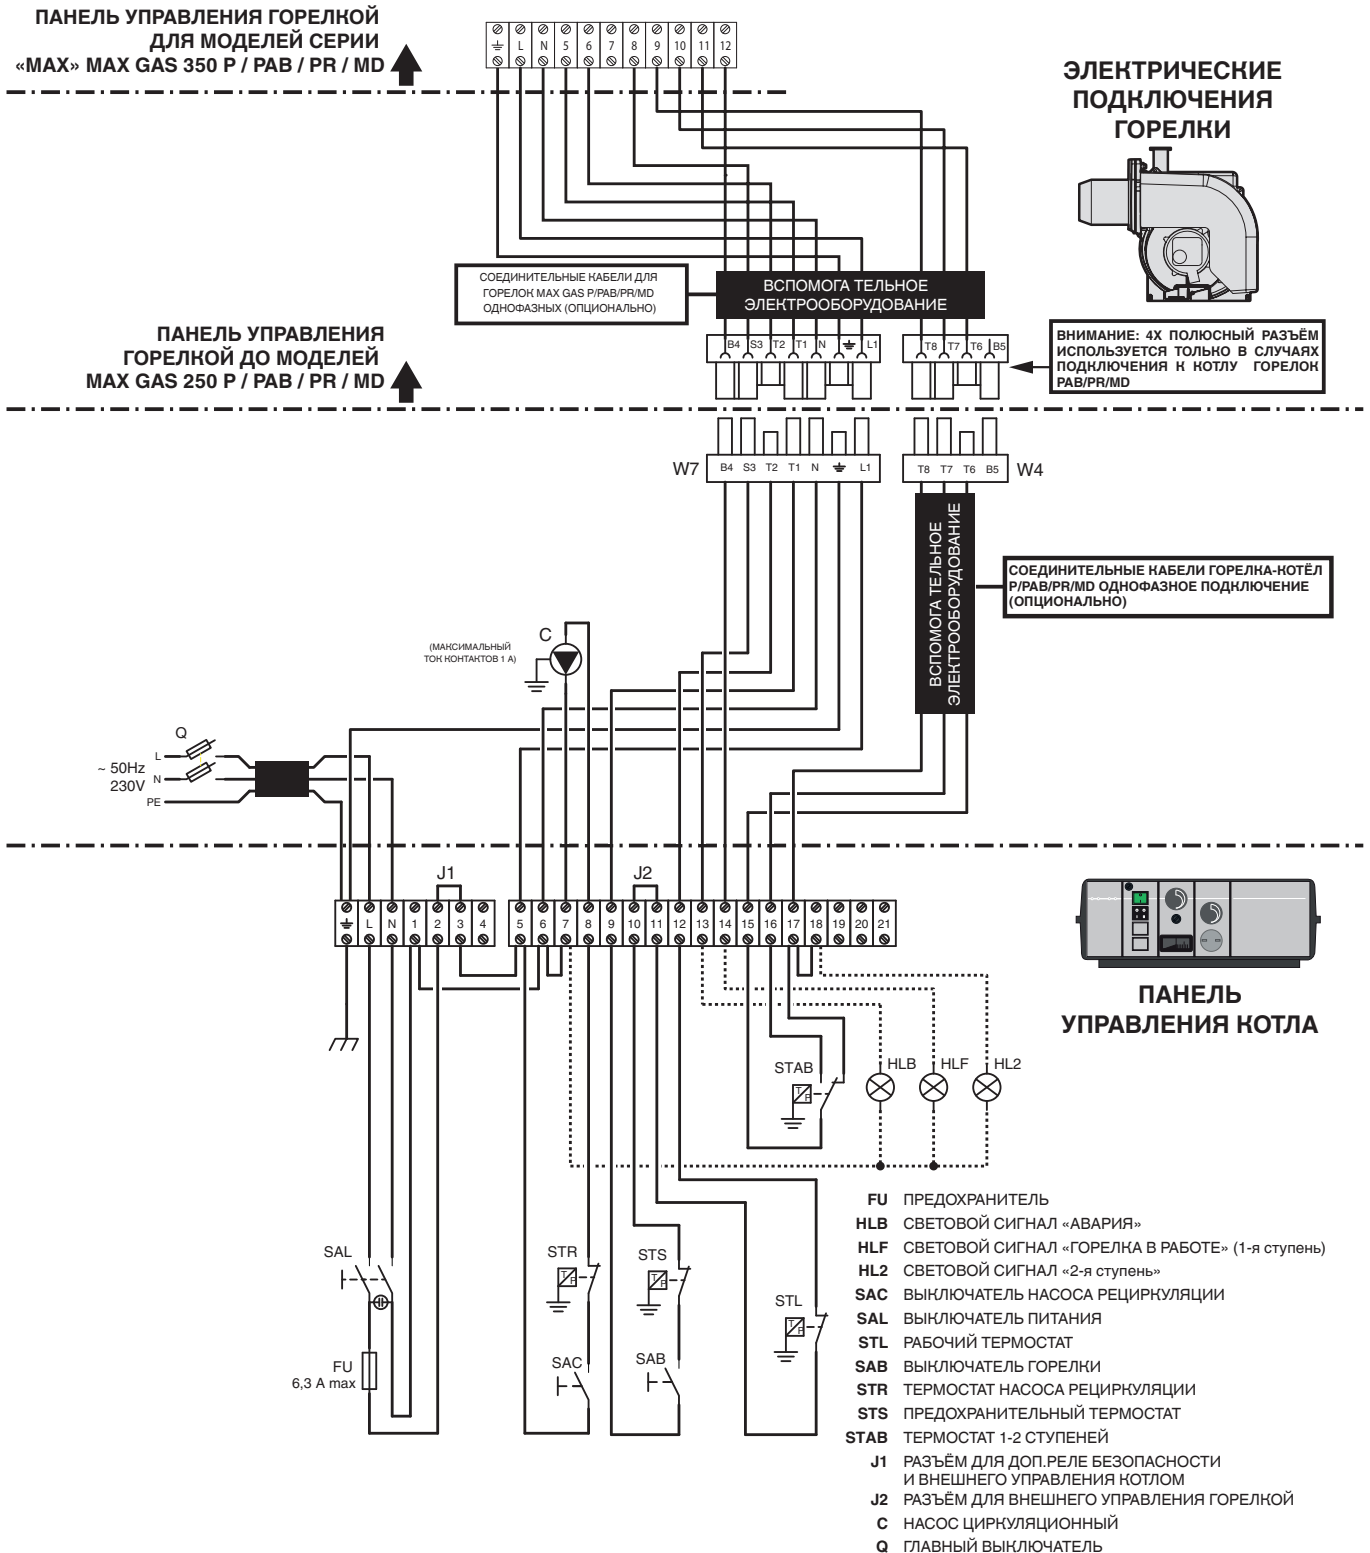 ПАНЕЛЬ УПРАВЛЕНИЯ ГОРЕЛКОЙ
ДЛЯ МОДЕЛЕЙ СЕРИИ
«MAX» MAX GAS 350 P / PAB / PR / MD
L N 5 6 7 8 9 10 11 12
ЭЛЕКТРИЧЕСКИЕ
ПОДКЛЮЧЕНИЯ
ГОРЕЛКИ
СОЕДИНИТЕЛЬНЫЕ КАБЕЛИ ДЛЯ
ГОРЕЛОК MAX GAS P/PAB/PR/MD
ОДНОФАЗНЫХ (ОПЦИОНАЛЬНО)
ВСПОМОГА ТЕЛЬНОЕ
ЭЛЕКТРООБОРУДОВАНИЕ
ПАНЕЛЬ УПРАВЛЕНИЯ
ГОРЕЛКОЙ ДО МОДЕЛЕЙ
MAX GAS 250 P / PAB / PR / MD
B4 S3 T2 T1 N L1
T8 T7 T6 B5
ВНИМАНИЕ: 4Х ПОЛЮСНЫЙ РАЗЪЁМ
ИСПОЛЬЗУЕТСЯ ТОЛЬКО В СЛУЧАЯХ
ПОДКЛЮЧЕНИЯ К КОТЛУ ГОРЕЛОК
PAB/PR/MD
W7 B4 S3 T2 T1 N L1
T8 T7 T6 B5 W4
ВСПОМОГА ТЕЛЬНОЕ
ЭЛЕКТРООБОРУДОВАНИЕ
СОЕДИНИТЕЛЬНЫЕ КАБЕЛИ ГОРЕЛКА-КОТЁЛ
P/PAB/PR/MD ОДНОФАЗНОЕ ПОДКЛЮЧЕНИЕ
(ОПЦИОНАЛЬНО)
C
(МАКСИМАЛЬНЫЙ
ТОК КОНТАКТОВ 1 А)
Q
L
~ 50Hz
N
230V
PE
J1
J2
L N 1 2 3 4
5 6 7 8 9 10 11 12 13 14 15 16 17 18 19 20 21
ПАНЕЛЬ
УПРАВЛЕНИЯ КОТЛА
STAB
T
P
HLB
HLF
HL2
SAL
STR
T
P
STS
T
P
STL
T
P
SAC
SAB
FU
6,3 A max
FU ПРЕДОХРАНИТЕЛЬ
HLB СВЕТОВОЙ СИГНАЛ «АВАРИЯ»
HLF СВЕТОВОЙ СИГНАЛ «ГОРЕЛКА В РАБОТЕ» (1-я ступень)
HL2 СВЕТОВОЙ СИГНАЛ «2-я ступень»
SAC ВЫКЛЮЧАТЕЛЬ НАСОСА РЕЦИРКУЛЯЦИИ
SAL ВЫКЛЮЧАТЕЛЬ ПИТАНИЯ
STL РАБОЧИЙ ТЕРМОСТАТ
SAB ВЫКЛЮЧАТЕЛЬ ГОРЕЛКИ
STR ТЕРМОСТАТ НАСОСА РЕЦИРКУЛЯЦИИ
STS ПРЕДОХРАНИТЕЛЬНЫЙ ТЕРМОСТАТ
STAB ТЕРМОСТАТ 1-2 СТУПЕНЕЙ
J1 РАЗЪЁМ ДЛЯ ДОП.РЕЛЕ БЕЗОПАСНОСТИ
И ВНЕШНЕГО УПРАВЛЕНИЯ КОТЛОМ
J2 РАЗЪЁМ ДЛЯ ВНЕШНЕГО УПРАВЛЕНИЯ ГОРЕЛКОЙ
C НАСОС ЦИРКУЛЯЦИОННЫЙ
Q ГЛАВНЫЙ ВЫКЛЮЧАТЕЛЬ